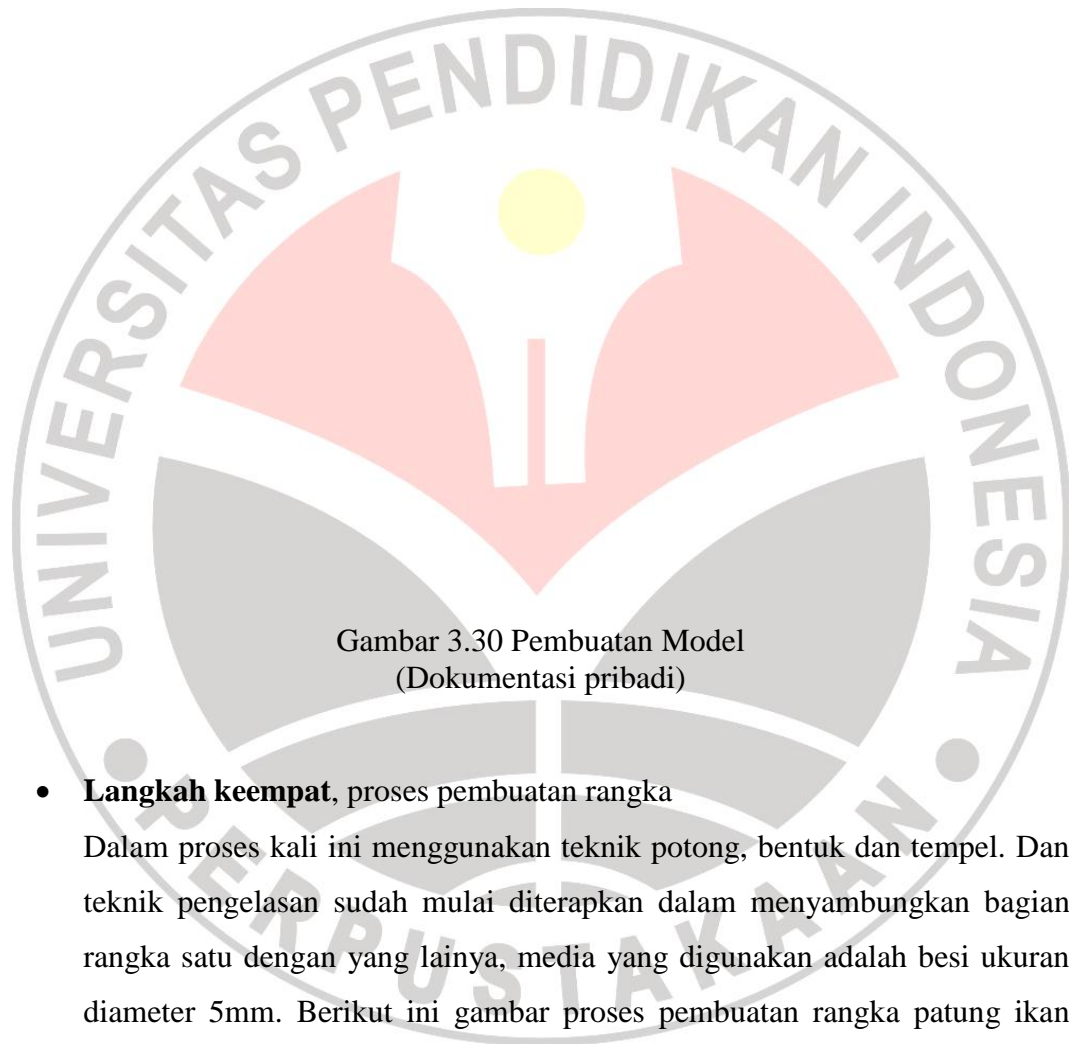 UNIVERSITAS PENDIDIKAN INDONESIA
Gambar 3.30 Pembuatan Model
(Dokumentasi pribadi)
• Langkah keempat, proses pembuatan rangka
Dalam proses kali ini menggunakan teknik potong, bentuk dan tempel. Dan
teknik pengelasan sudah mulai diterapkan dalam menyambungkan bagian
rangka satu dengan yang lainya, media yang digunakan adalah besi ukuran
diameter 5mm. Berikut ini gambar proses pembuatan rangka patung ikan
PERPUSTAKAAN